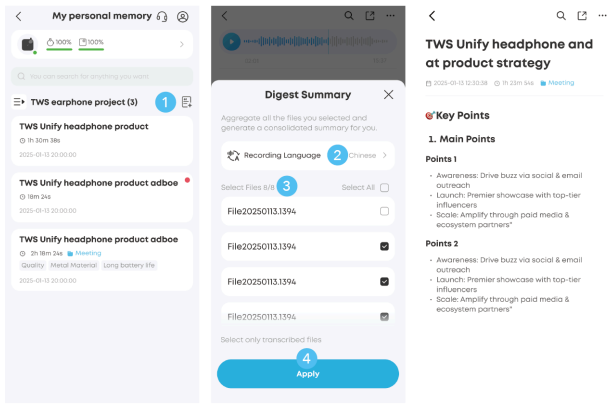 My personal memory
100% 100%
You can search for anything you want
TWS earphone project (3)
1
TWS Unify headphone product
1h 30m 38s
2025-01-13 20:00:00
TWS Unify headphone product adboe
18m 24s
2025-01-13 20:00:00
TWS Unify headphone product adboe
2h 18m 24s Meeting
Quality Metal Material Long battery life
2025-01-13 20:00:00
Digest Summary
Aggregate all the files you selected and
generate a consolidated summary for you.
Recording Language
2
Chinese
Select Files 8/8
3
Select All
File20250113.1394
File20250113.1394
File20250113.1394
File20250113.1394
Select only transcribed files
4
Apply
TWS Unify headphone and
at product strategy
2025-01-13 12:30:38 1h 23m 54s Meeting
Key Points
1. Main Points
Points 1
- Awareness: Drive buzz via social & email
outreach
- Launch: Premier showcase with top-tier
influencers
- Scale: Amplify through paid media &
ecosystem partners"
Points 2
- Awareness: Drive buzz via social & email
outreach
- Launch: Premier showcase with top-tier
influencers
- Scale: Amplify through paid media &
ecosystem partners"